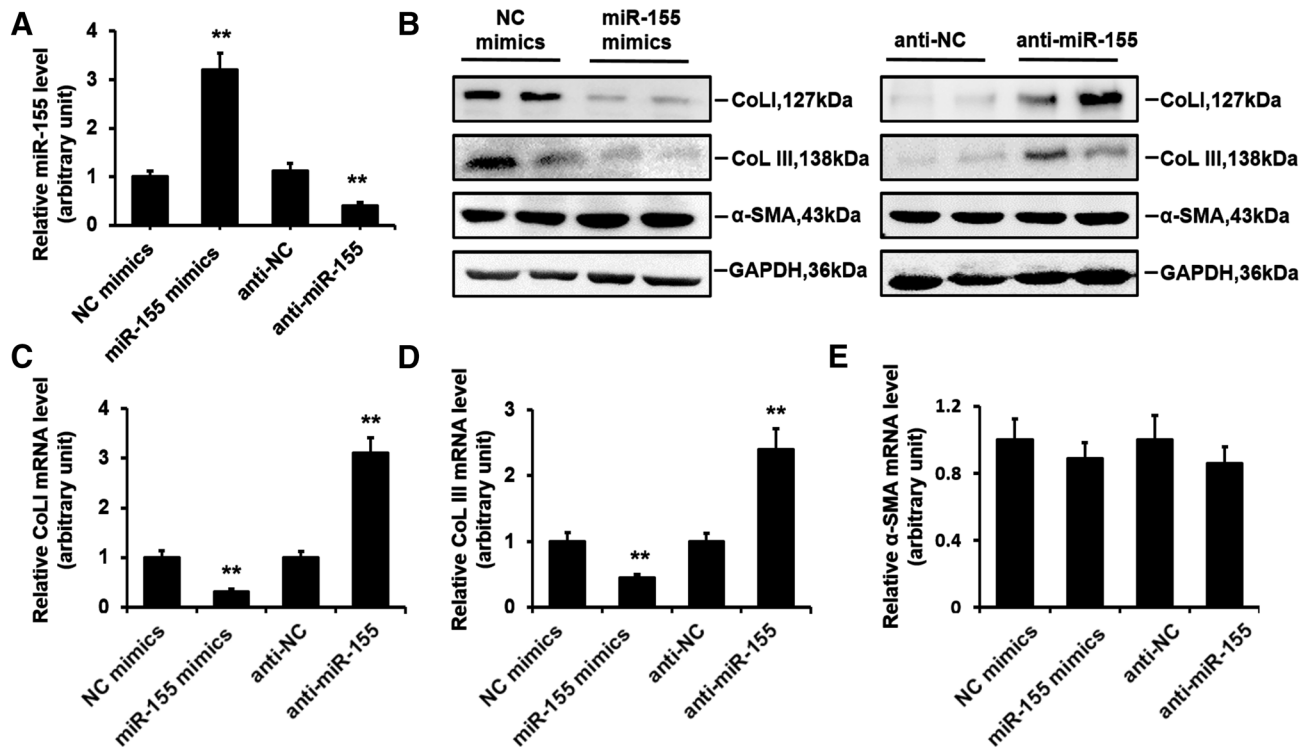 A
Relative miR-155 level
(arbitrary unit)
4
3
2
1
0
**
**
NC mimics
miR-155 mimics
anti-NC
anti-miR-155
B
NC
mimics
miR-155
mimics
CoLI,127kDa
CoL III,138kDa
α-SMA,43kDa
GAPDH,36kDa
anti-NC
anti-miR-155
CoLI,127kDa
CoL III,138kDa
α-SMA,43kDa
GAPDH,36kDa
C
Relative CoLI mRNA level
(arbitrary unit)
4
3
2
1
0
**
**
NC mimics
miR-155 mimics
anti-NC
anti-miR-155
D
Relative CoL III mRNA level
(arbitrary unit)
3
2
1
0
**
**
NC mimics
miR-155 mimics
anti-NC
anti-miR-155
E
Relative α-SMA mRNA level
(arbitrary unit)
1.2
0.8
0.4
0
NC mimics
miR-155 mimics
anti-NC
anti-miR-155